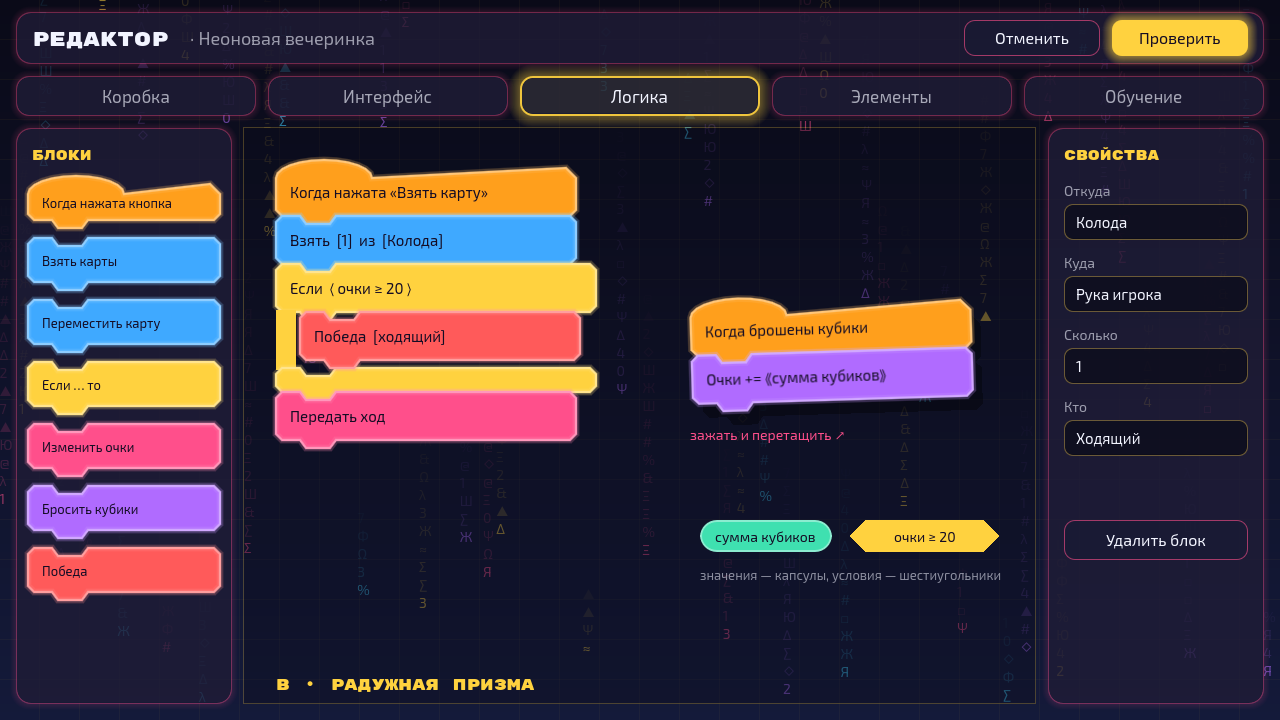 РЕДАКТОР · Неоновая вечеринка
Отменить
Проверить
Коробка
Интерфейс
Логика
Элементы
Обучение
БЛОКИ
Когда нажата кнопка
Взять карты
Переместить карту
Если ... то
Изменить очки
Бросить кубики
Победа
Когда нажата «Взять карту»
Взять [1] из [Колода]
Если ⟨ очки ≥ 20 ⟩
Победа [ходящий]
Передать ход
Когда брошены кубики
Очки += ⟪сумма кубиков⟫
зажать и перетащить ↗
сумма кубиков
очки ≥ 20
значения — капсулы, условия — шестиугольники
В · РАДУЖНАЯ ПРИЗМА
СВОЙСТВА
Откуда
Колода
Куда
Рука игрока
Сколько
1
Кто
Ходящий
Удалить блок